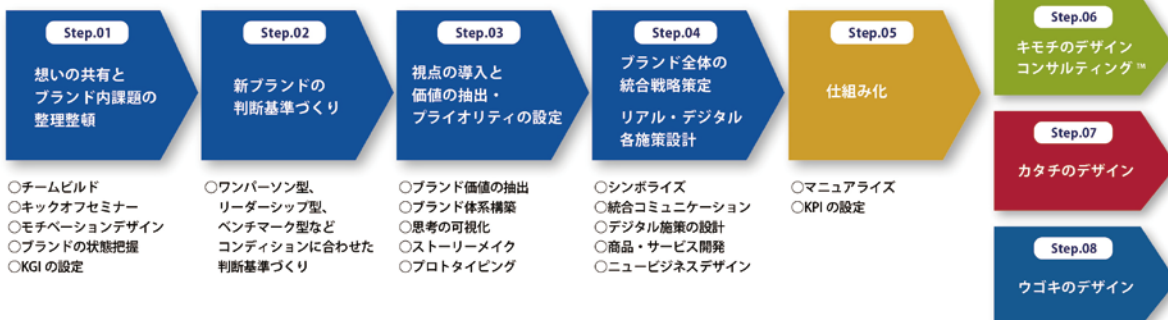 Step.01
想いの共有と
ブランド内課題の
整理整頓
○チームビルド
○キックオフセミナー
○モチベーションデザイン
○ブランドの状態把握
○KGIの設定
Step.02
新ブランドの
判断基準づくり
○ワンパーソン型、
リーダーシップ型、
ベンチマーク型など
コンディションに合わせた
判断基準づくり
Step.03
視点の導入と
価値の抽出・
プライオリティの設定
○ブランド価値の抽出
○ブランド体系構築
○思考の可視化
○ストーリーメイク
○プロトタイピング
Step.04
ブランド全体の
統合戦略策定
リアル・デジタル
各施策設計
○シンボライズ
○統合コミュニケーション
○デジタル施策の設計
○商品・サービス開発
○ニュービジネスデザイン
Step.05
仕組み化
○マニュアライズ
○KPIの設定
Step.06
キモチのデザイン
コンサルティング™
Step.07
カタチのデザイン
Step.08
ウゴキのデザイン